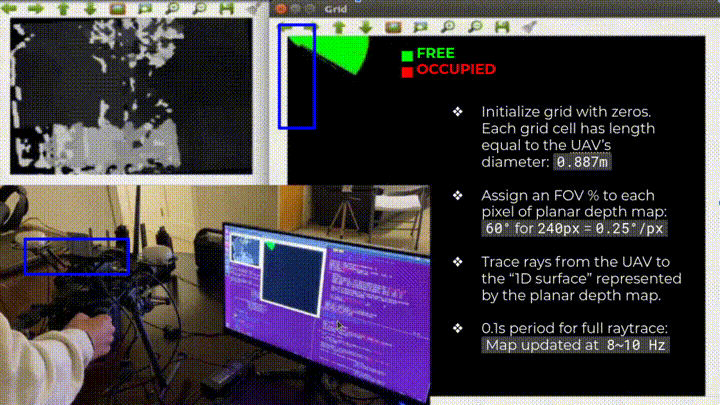 Grid
FREE
OCCUPIED
❖ Initialize grid with zeros.
Each grid cell has length
equal to the UAV's
diameter: 0.887m
❖ Assign an FOV % to each
pixel of planar depth map:
60° for 240px = 0.25°/px
❖ Trace rays from the UAV to
the “1D surface” represented
by the planar depth map.
❖ 0.1s period for full raytrace:
Map updated at 8~10 Hz